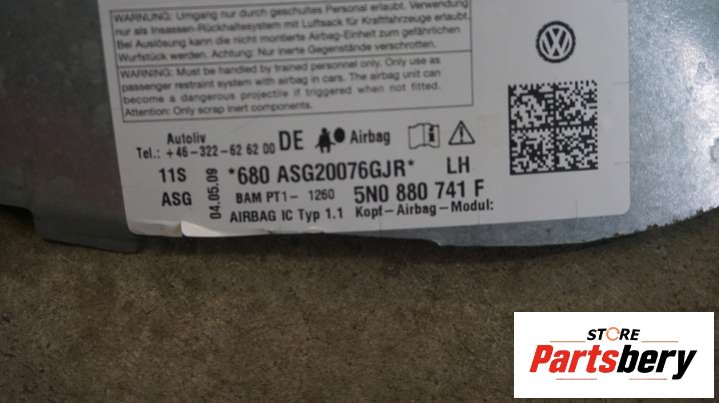 WARNUNG: Umgang nur durch geschultes Personal erlaubt. Verwendung
nur als Insassen-Rückhaltesystem mit Luftsack für Kraftfahrzeuge erlaubt.
Bei Auslösung kann die nicht montierte Airbag-Einheit zum gefährlichen
Wurfstück werden. Achtung: Nur inerte Gegenstände verschrotten.
WARNING: Must be handled by trained personnel only. Only use as
passenger restraint system with airbag in cars. The airbag unit can
become a dangerous projectile if triggered when not fitted.
Attention: Only scrap inert components.
Autoliv
Tel.: +46-322-62 62 00 DE Airbag
11S *680 ASG20076GJR* LH
ASG 04.05.09 BAM PT1- 1260 5N0 880 741 F
AIRBAG IC Typ 1.1 Kopf-Airbag-Modul:
STORE
Partsbery